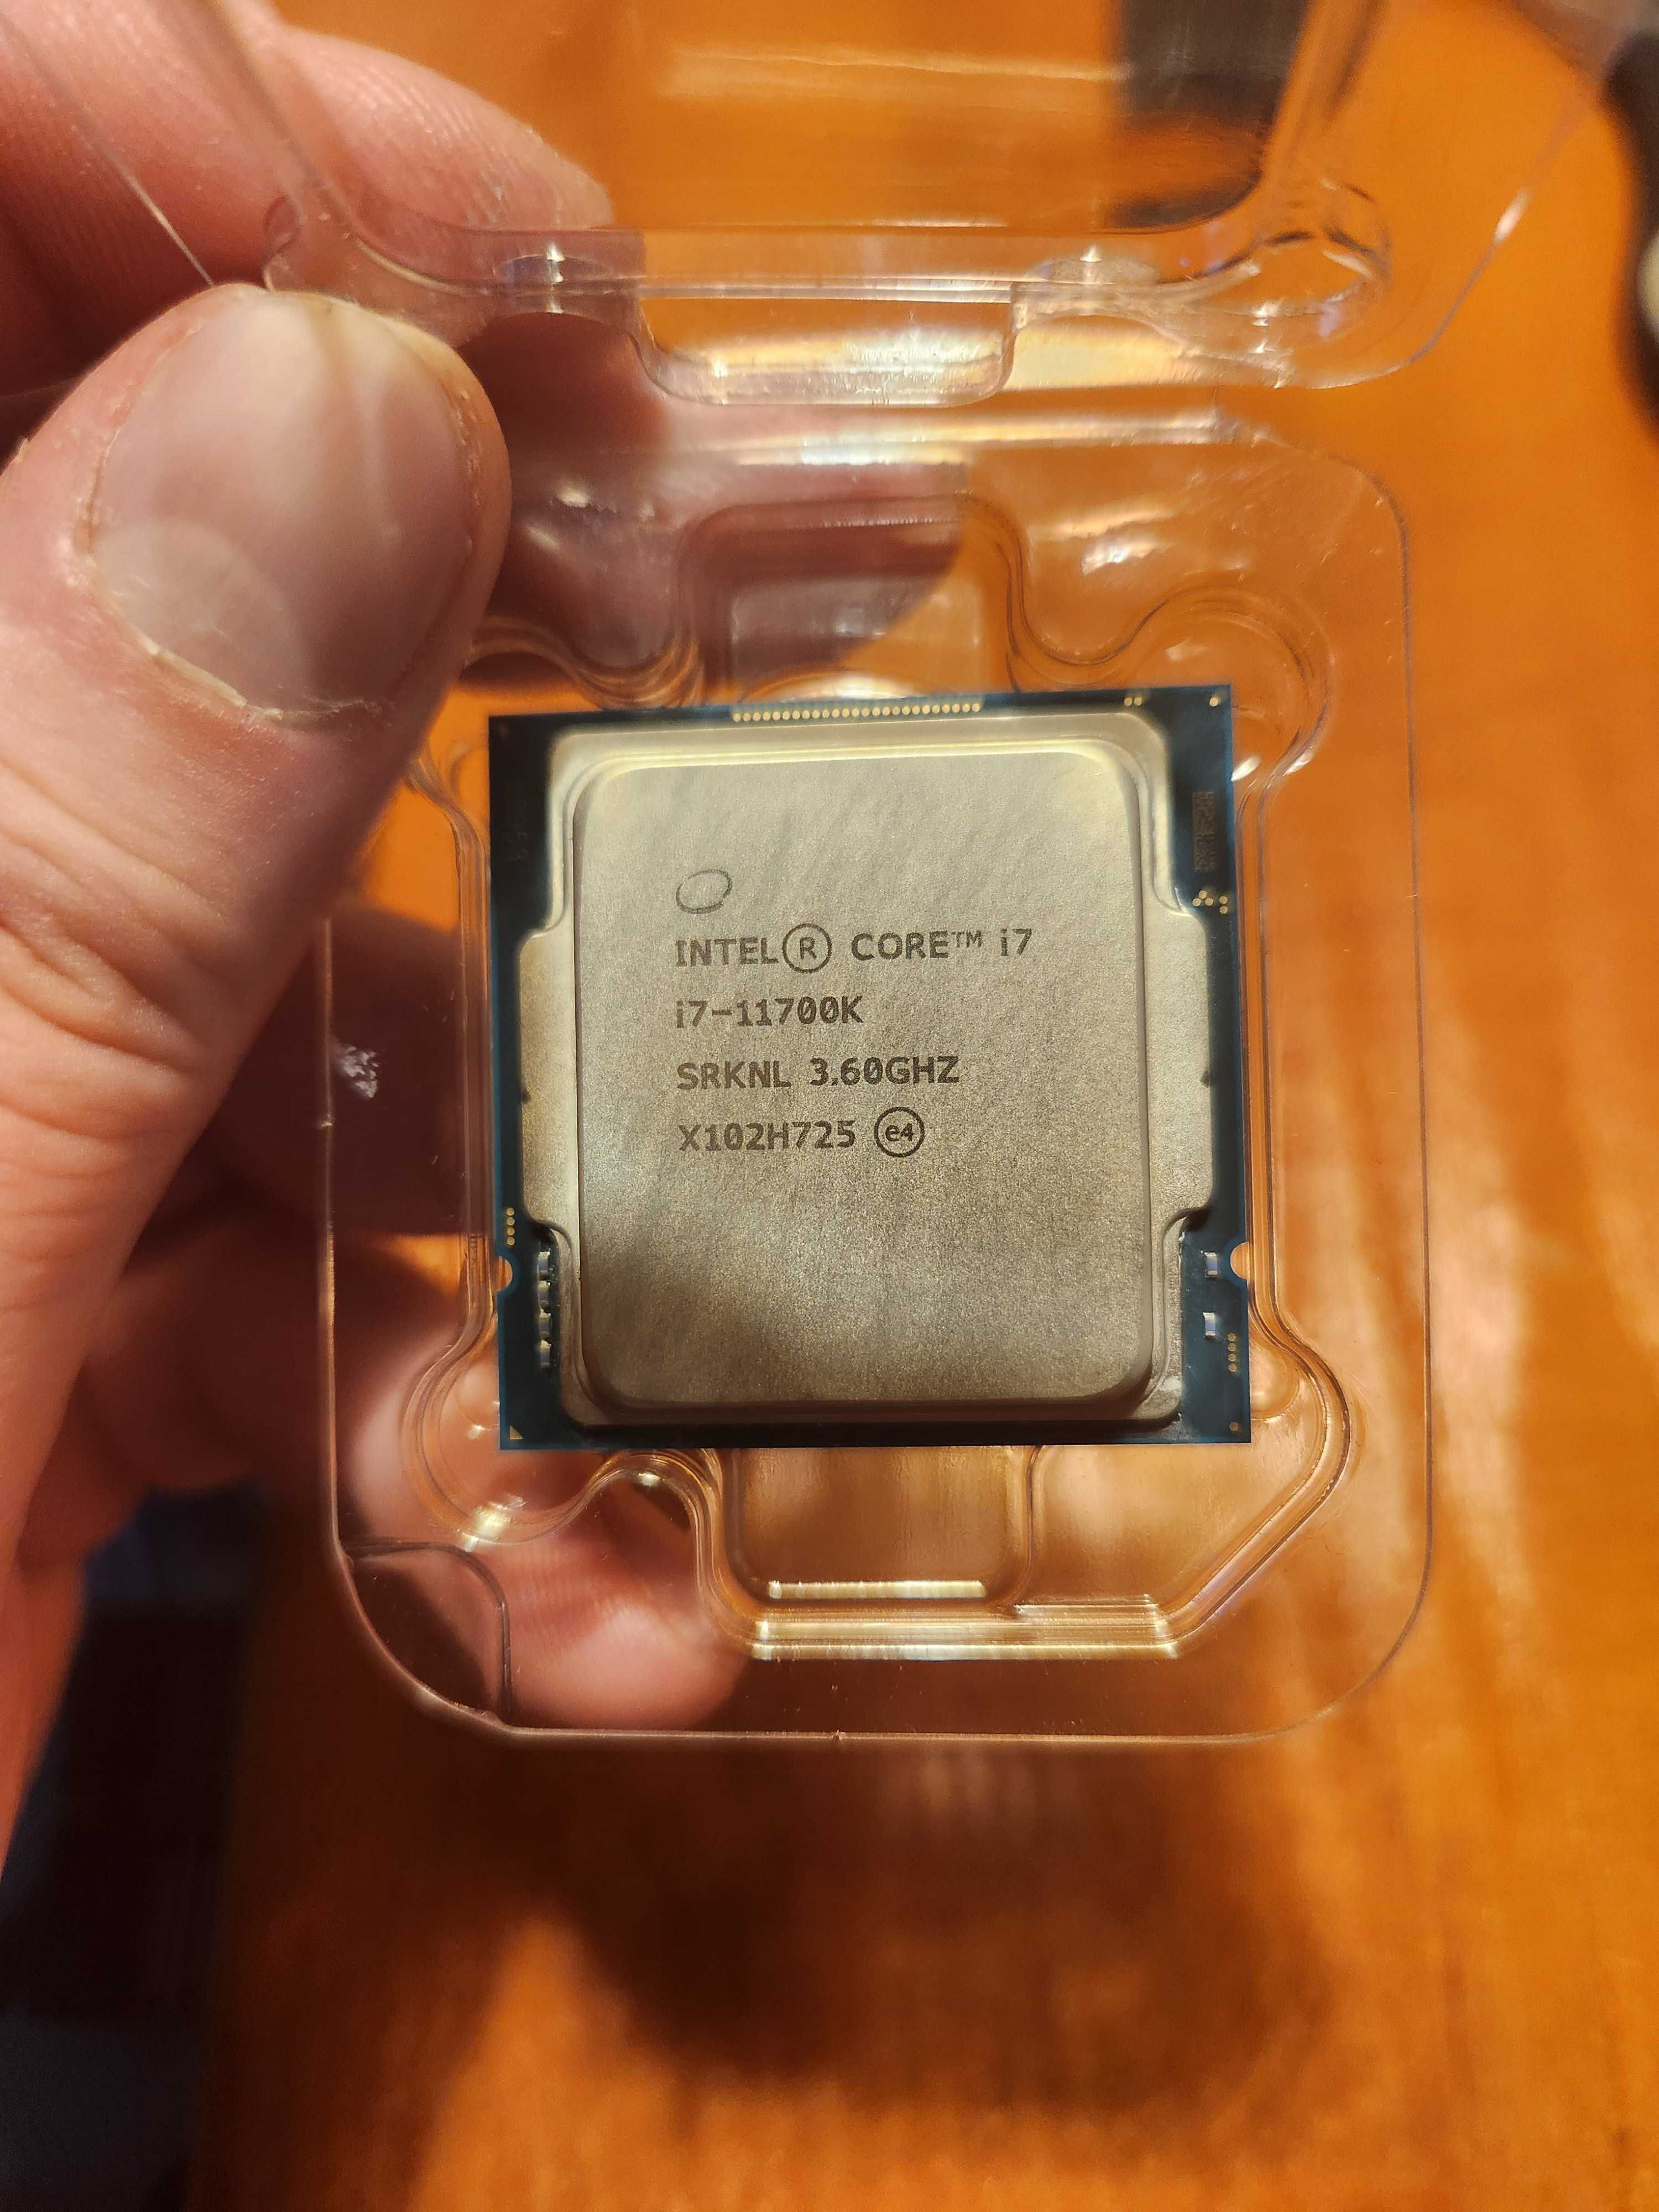 INTEL® CORE™ i7
i7-11700K
SRKNL 3.60GHZ
X102H725 e4